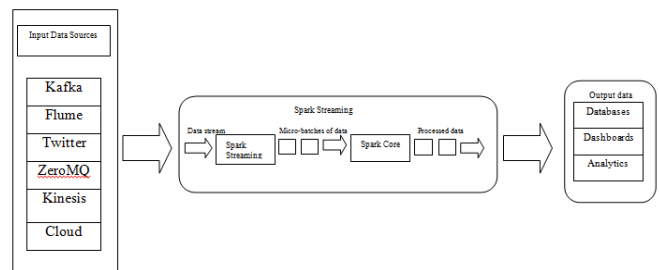 Input Data Sources
Kafka
Flume
Twitter
ZeroMQ
Kinesis
Cloud
Spark Streaming
Data stream
Micro-batches of data
Processed data
Spark
Streaming
Spark Core
Output data
Databases
Dashboards
Analytics